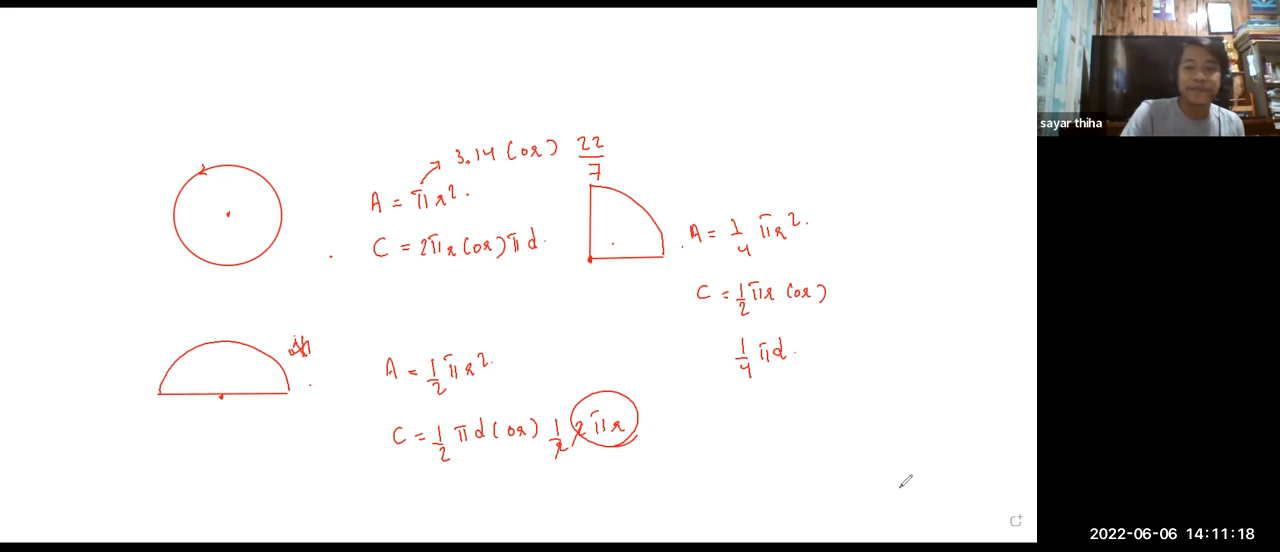 3.14 (or) 22/7
A = πr².
C = 2πr (or) πd.
A = 1/4 πr².
C = 1/2 πr (or)
1/4 πd.
A = 1/2 πr².
C = 1/2 πd (or) 1/2 2πr
sayar thiha
2022-06-06 14:11:18